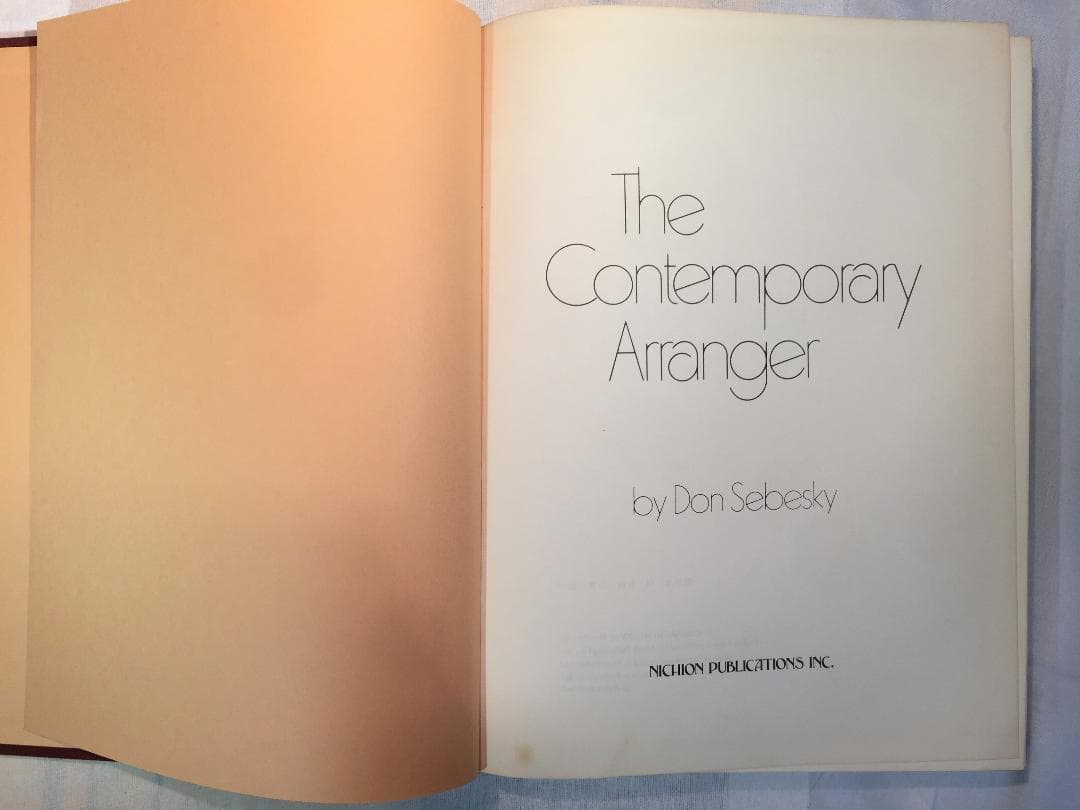 The
Contemporary
Arranger
by Don Sebesky
NICHION PUBLICATIONS INC.